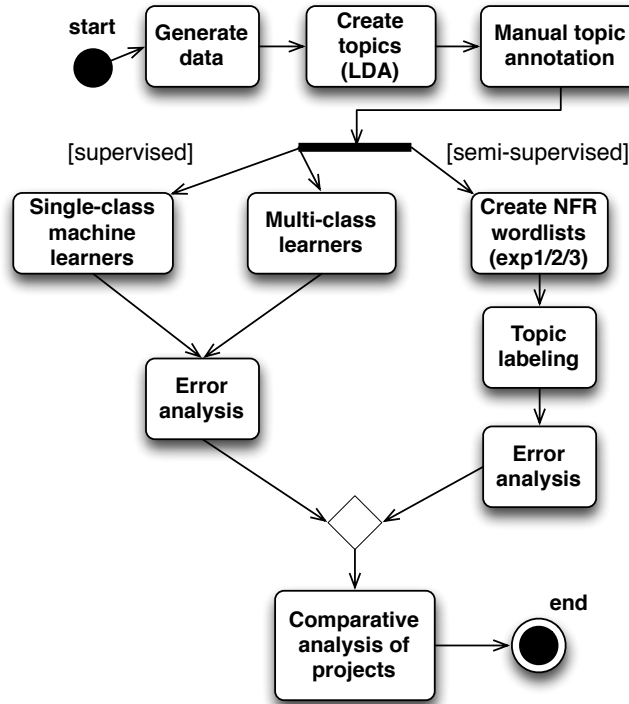 start
Generate
data
Create
topics
(LDA)
Manual topic
annotation
[supervised]
[semi-supervised]
Single-class
machine
learners
Multi-class
learners
Create NFR
wordlists
(exp1/2/3)
Topic
labeling
Error
analysis
Error
analysis
Comparative
analysis of
projects
end